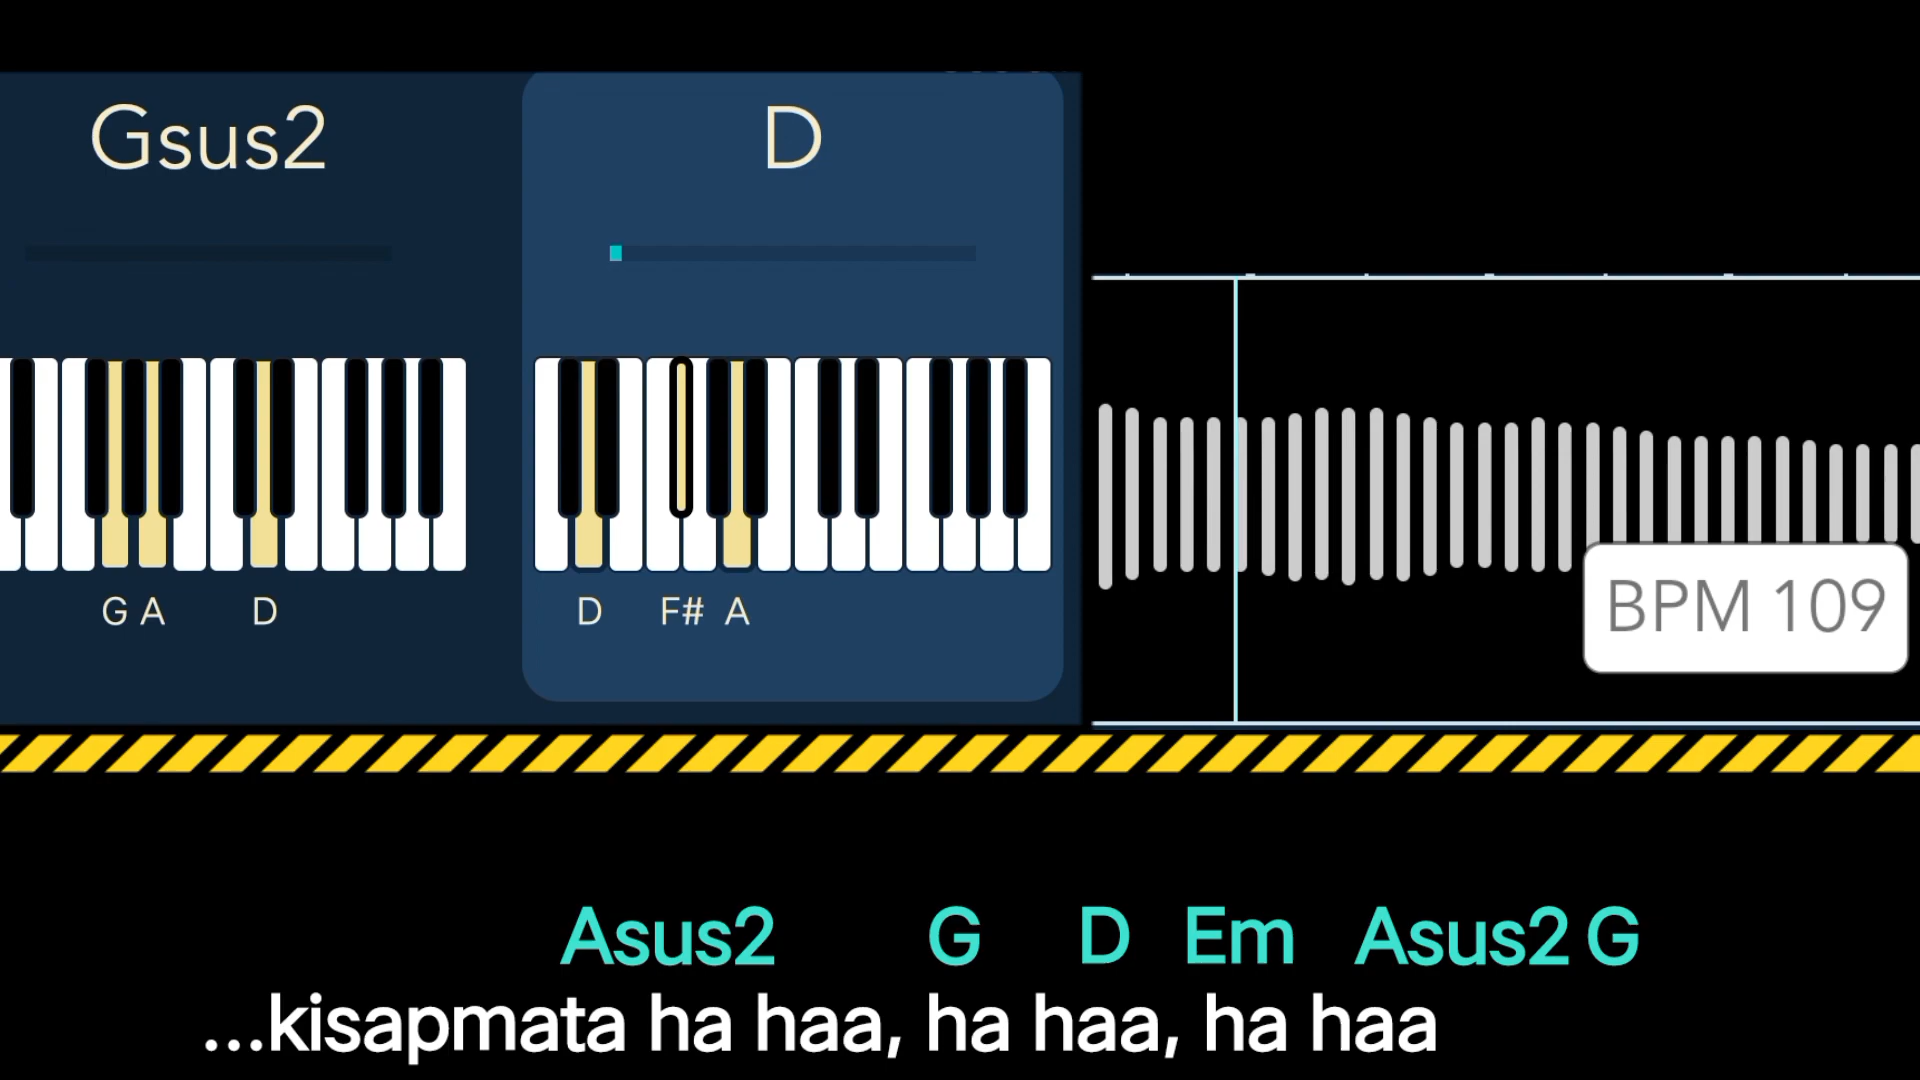 Gsus2
D
G A D
D F# A
BPM 109
Asus2 G D Em Asus2 G
...kisapmata ha haa, ha haa, ha haa